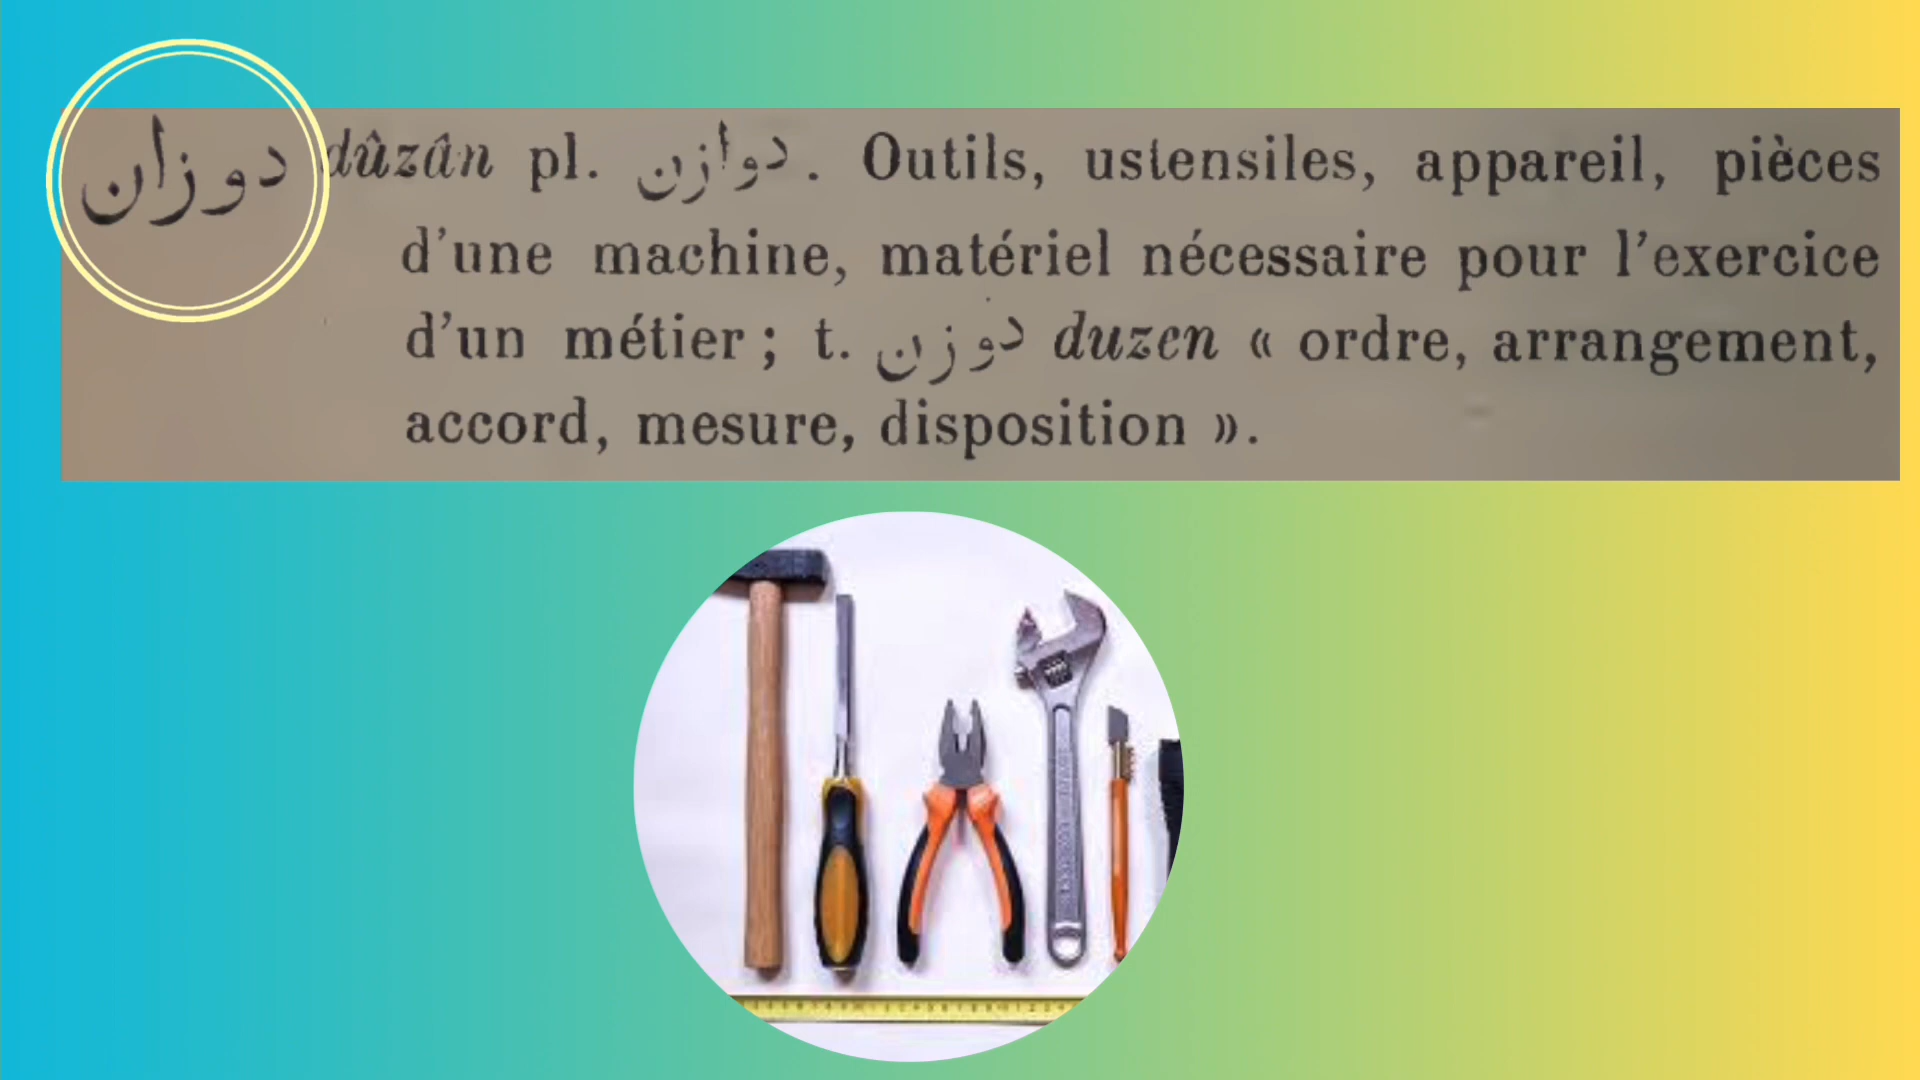 دوزان dûzân pl. دوازن. Outils, ustensiles, appareil, pièces
d'une machine, matériel nécessaire pour l'exercice
d'un métier ; t. دوزن duzen « ordre, arrangement,
accord, mesure, disposition ».